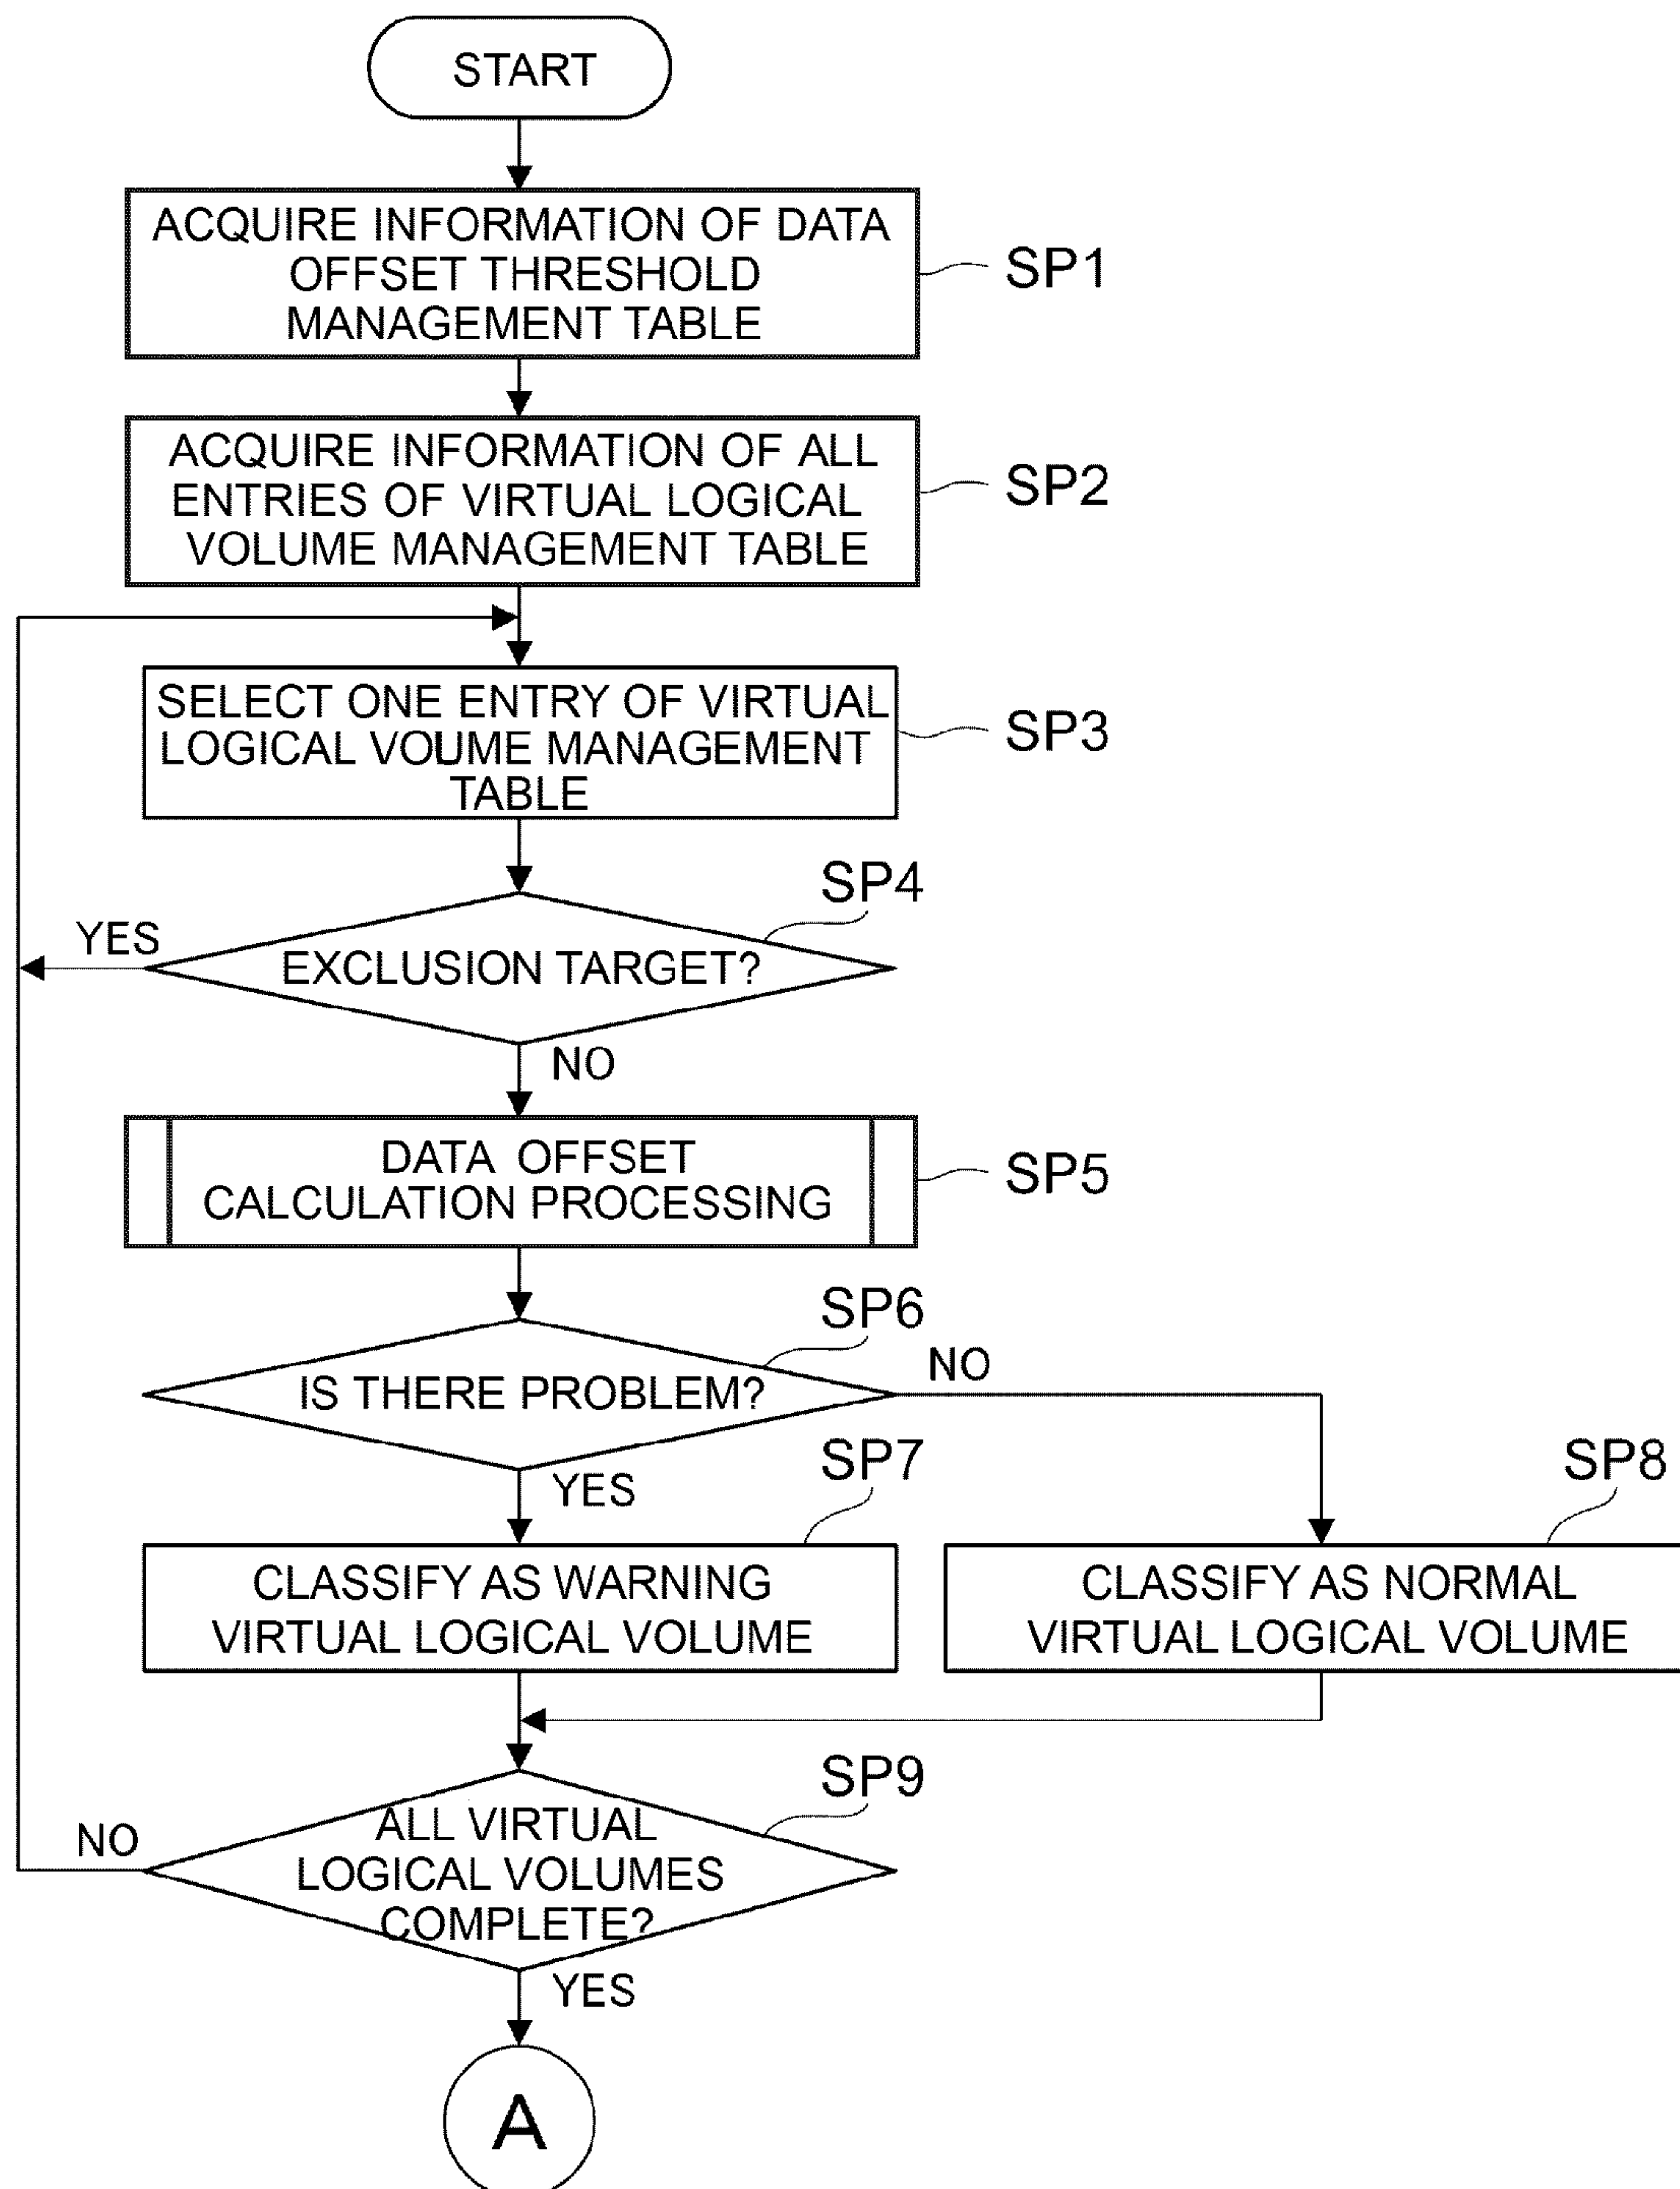 START
ACQUIRE INFORMATION OF DATA
OFFSET THRESHOLD
MANAGEMENT TABLE
SP1
ACQUIRE INFORMATION OF ALL
ENTRIES OF VIRTUAL LOGICAL
VOLUME MANAGEMENT TABLE
SP2
SELECT ONE ENTRY OF VIRTUAL
LOGICAL VOUME MANAGEMENT
TABLE
SP3
SP4
YES
EXCLUSION TARGET?
NO
DATA OFFSET
CALCULATION PROCESSING
SP5
SP6
NO
IS THERE PROBLEM?
YES
SP7
SP8
CLASSIFY AS WARNING
VIRTUAL LOGICAL VOLUME
CLASSIFY AS NORMAL
VIRTUAL LOGICAL VOLUME
SP9
NO
ALL VIRTUAL
LOGICAL VOLUMES
COMPLETE?
YES
A